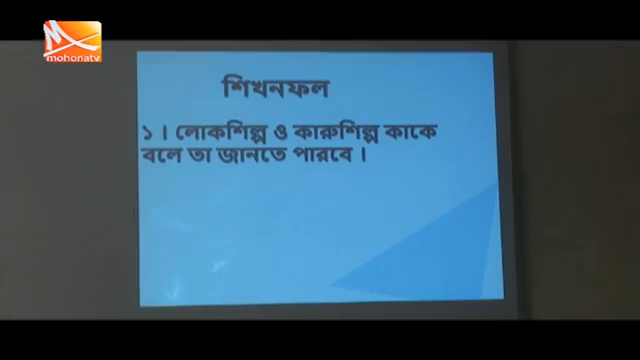 mohonatv
শিখনফল
১ । লোকশিল্প ও কারুশিল্প কাকে
বলে তা জানতে পারবে ।